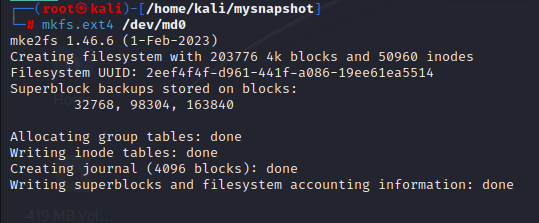 ┌──(root㉿kali)-[/home/kali/mysnapshot]
└─# mkfs.ext4 /dev/md0
mke2fs 1.46.6 (1-Feb-2023)
Creating filesystem with 203776 4k blocks and 50960 inodes
Filesystem UUID: 2eef4f4f-d961-441f-a086-19ee61ea5514
Superblock backups stored on blocks:
        32768, 98304, 163840

Allocating group tables: done
Writing inode tables: done
Creating journal (4096 blocks): done
Writing superblocks and filesystem accounting information: done
419 MB Vol...